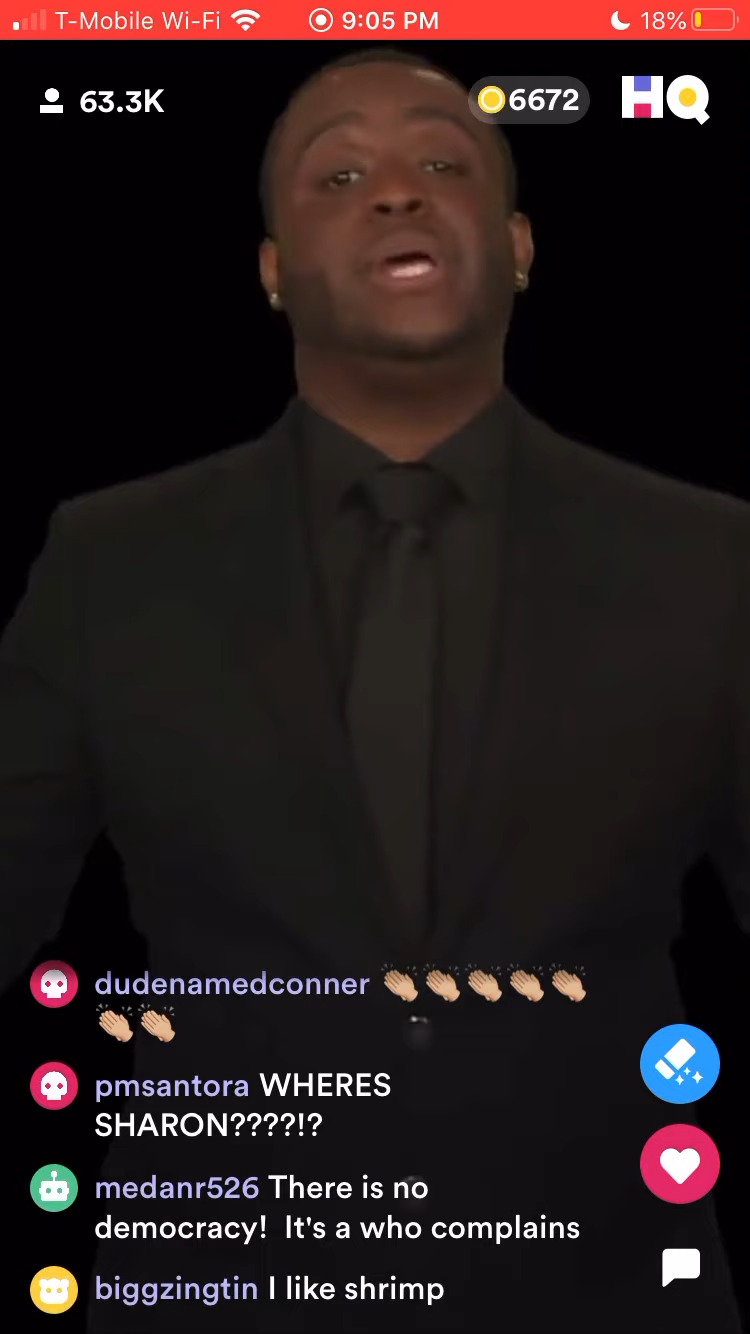 T-Mobile Wi-Fi 9:05 PM 18%
63.3K 6672 HQ
dudenamedconner 👏🏼👏🏼👏🏼👏🏼👏🏼
👏🏼👏🏼
pmsantora WHERES
SHARON????!?
medanr526 There is no
democracy!  It's a who complains
biggzingtin I like shrimp